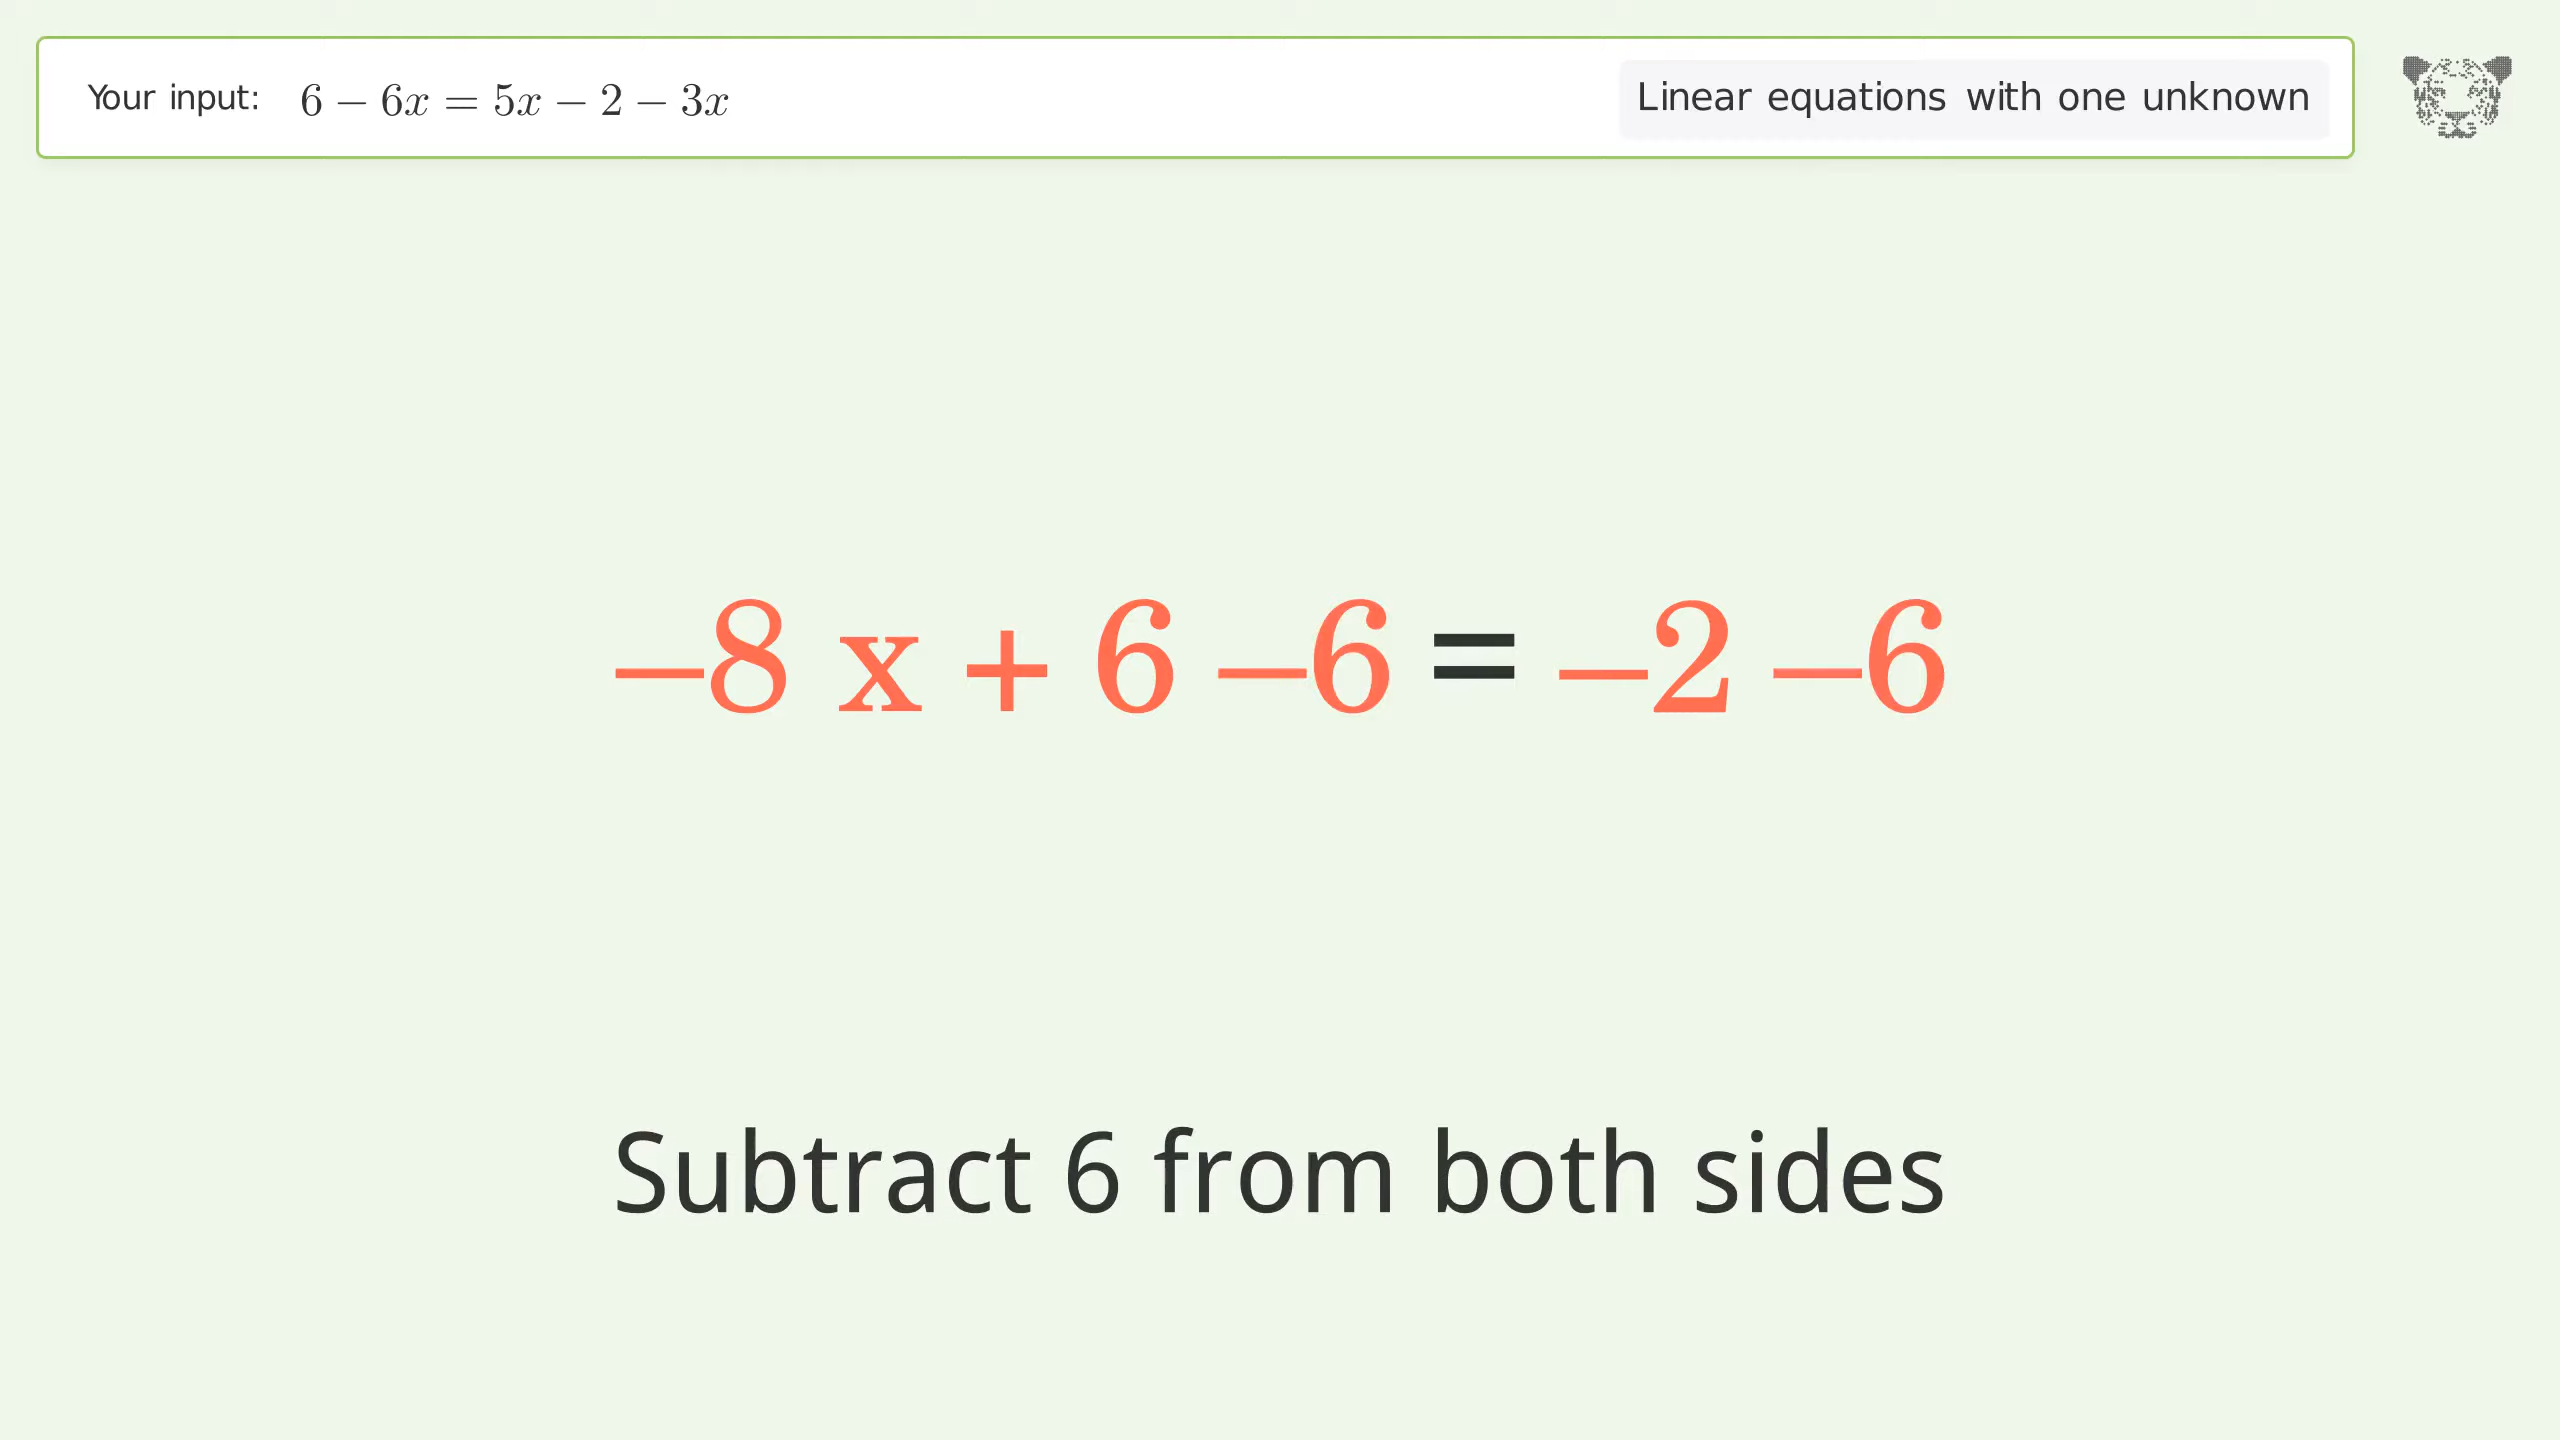 Your input: 6 − 6x = 5x − 2 − 3x
Linear equations with one unknown
−8 x + 6 −6 = −2 −6
Subtract 6 from both sides